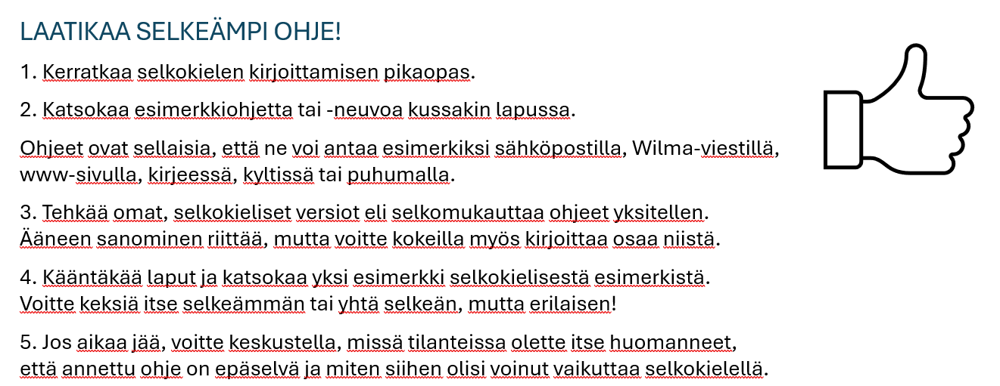 LAATIKAA SELKEÄMPI OHJE!
1. Kerratkaa selkokielen kirjoittamisen pikaopas.
2. Katsokaa esimerkkiohjetta tai -neuvoa kussakin lapussa.
Ohjeet ovat sellaisia, että ne voi antaa esimerkiksi sähköpostilla, Wilma-viestillä,
www-sivulla, kirjeessä, kyltissä tai puhumalla.
3. Tehkää omat, selkokieliset versiot eli selkomukauttaa ohjeet yksitellen.
Ääneen sanominen riittää, mutta voitte kokeilla myös kirjoittaa osaa niistä.
4. Kääntäkää laput ja katsokaa yksi esimerkki selkokielisestä esimerkistä.
Voitte keksiä itse selkeämmän tai yhtä selkeän, mutta erilaisen!
5. Jos aikaa jää, voitte keskustella, missä tilanteissa olette itse huomanneet,
että annettu ohje on epäselvä ja miten siihen olisi voinut vaikuttaa selkokielellä.